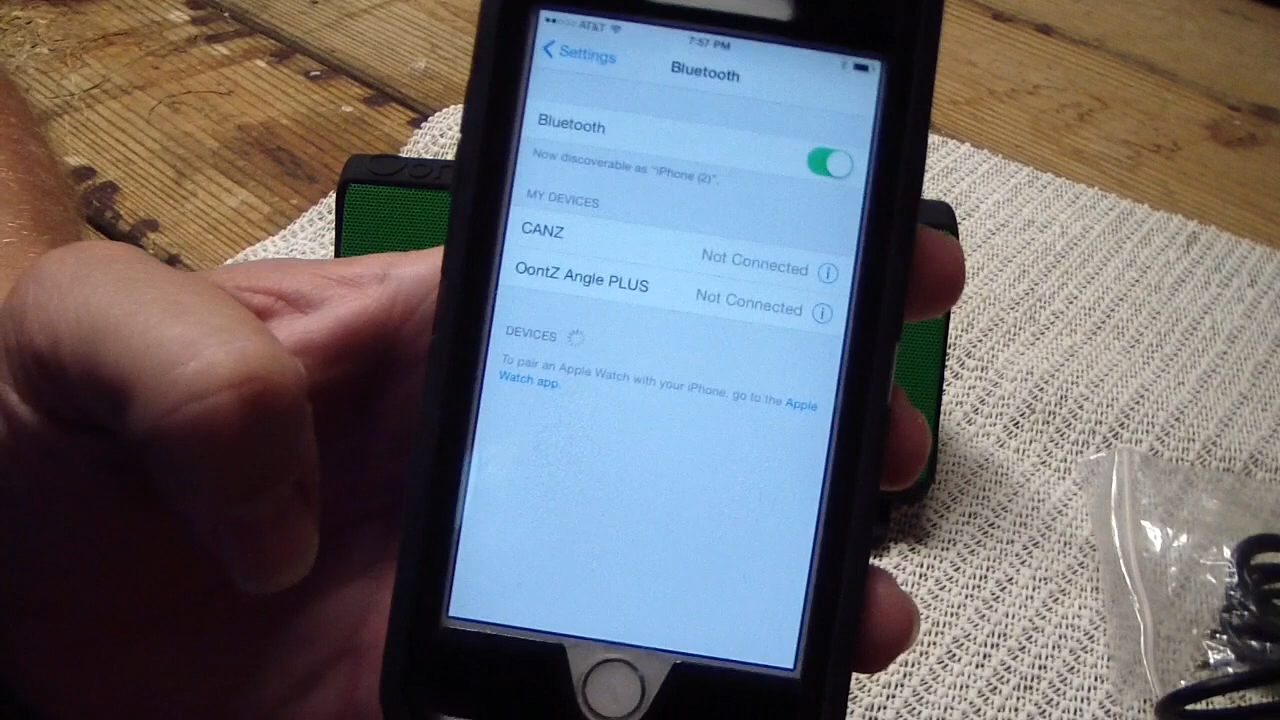 AT&T
7:57 PM
Settings
Bluetooth
Bluetooth
Now discoverable as "iPhone (2)".
MY DEVICES
CANZ Not Connected
OontZ Angle PLUS Not Connected
DEVICES
To pair an Apple Watch with your iPhone, go to the Apple
Watch app.